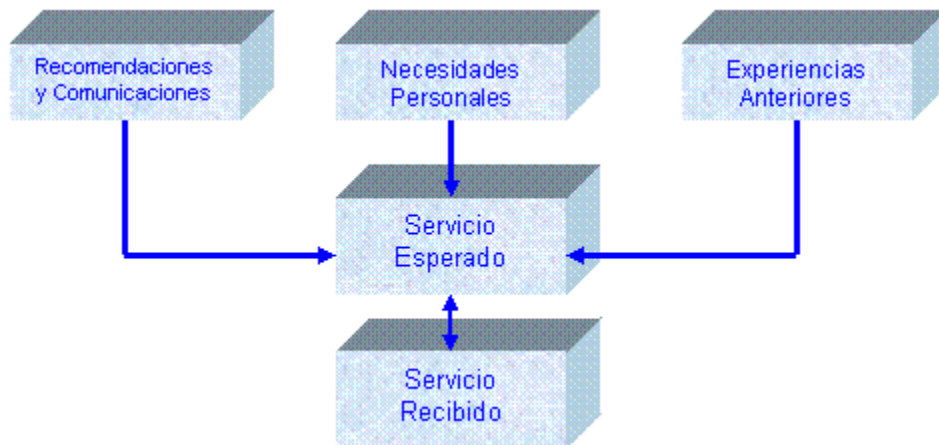 Recomendaciones
y Comunicaciones
Necesidades
Personales
Experiencias
Anteriores
Servicio
Esperado
Servicio
Recibido